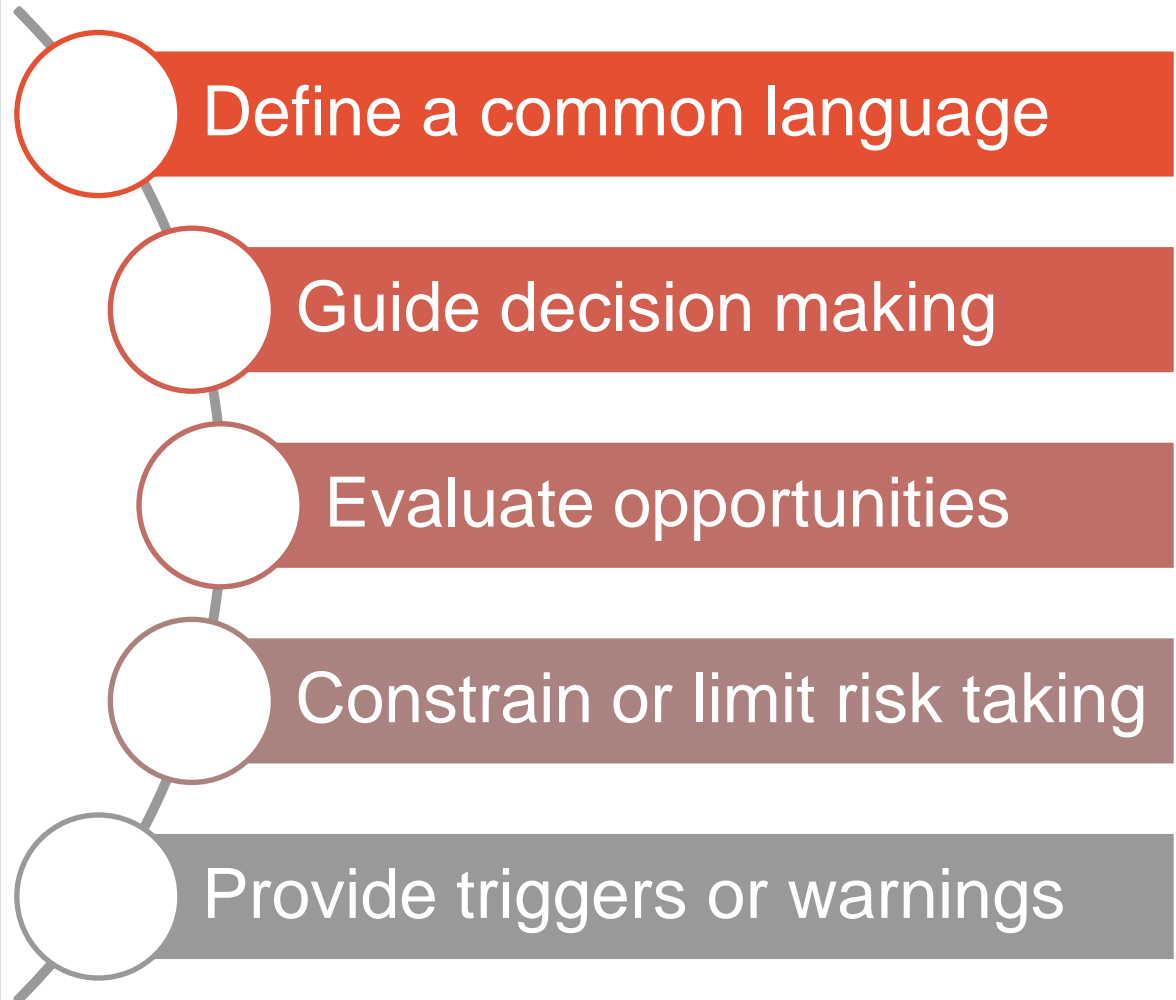 Define a common language
Guide decision making
Evaluate opportunities
Constrain or limit risk taking
Provide triggers or warnings